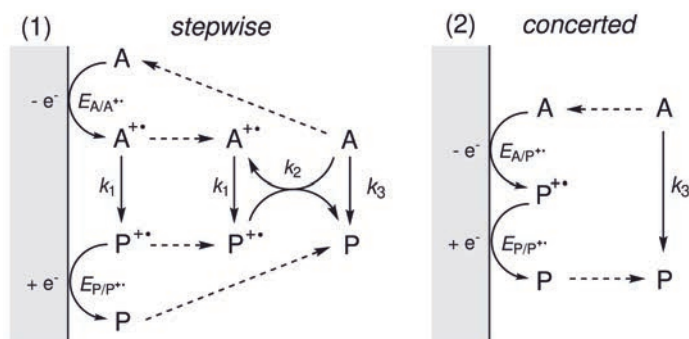 (1) stepwise
A
- e⁻ E_A/A⁺•
A⁺• A⁺• A
k₁ k₁ k₂ k₃
P⁺• P⁺• P
+ e⁻ E_P/P⁺•
P
(2) concerted
A A
- e⁻ E_A/P⁺•
P⁺• k₃
+ e⁻ E_P/P⁺•
P P